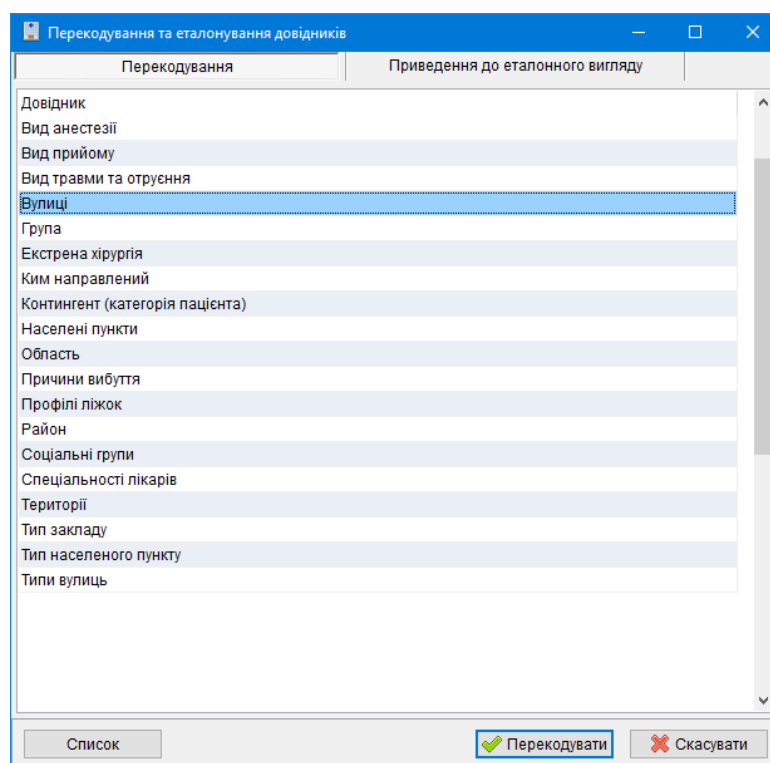 Перекодування та еталонування довідників
Перекодування Приведення до еталонного вигляду
Довідник
Вид анестезії
Вид прийому
Вид травми та отруєння
Вулиці
Група
Екстрена хірургія
Ким направлений
Контингент (категорія пацієнта)
Населені пункти
Область
Причини вибуття
Профілі ліжок
Район
Соціальні групи
Спеціальності лікарів
Території
Тип закладу
Тип населеного пункту
Типи вулиць
Список Перекодувати Скасувати